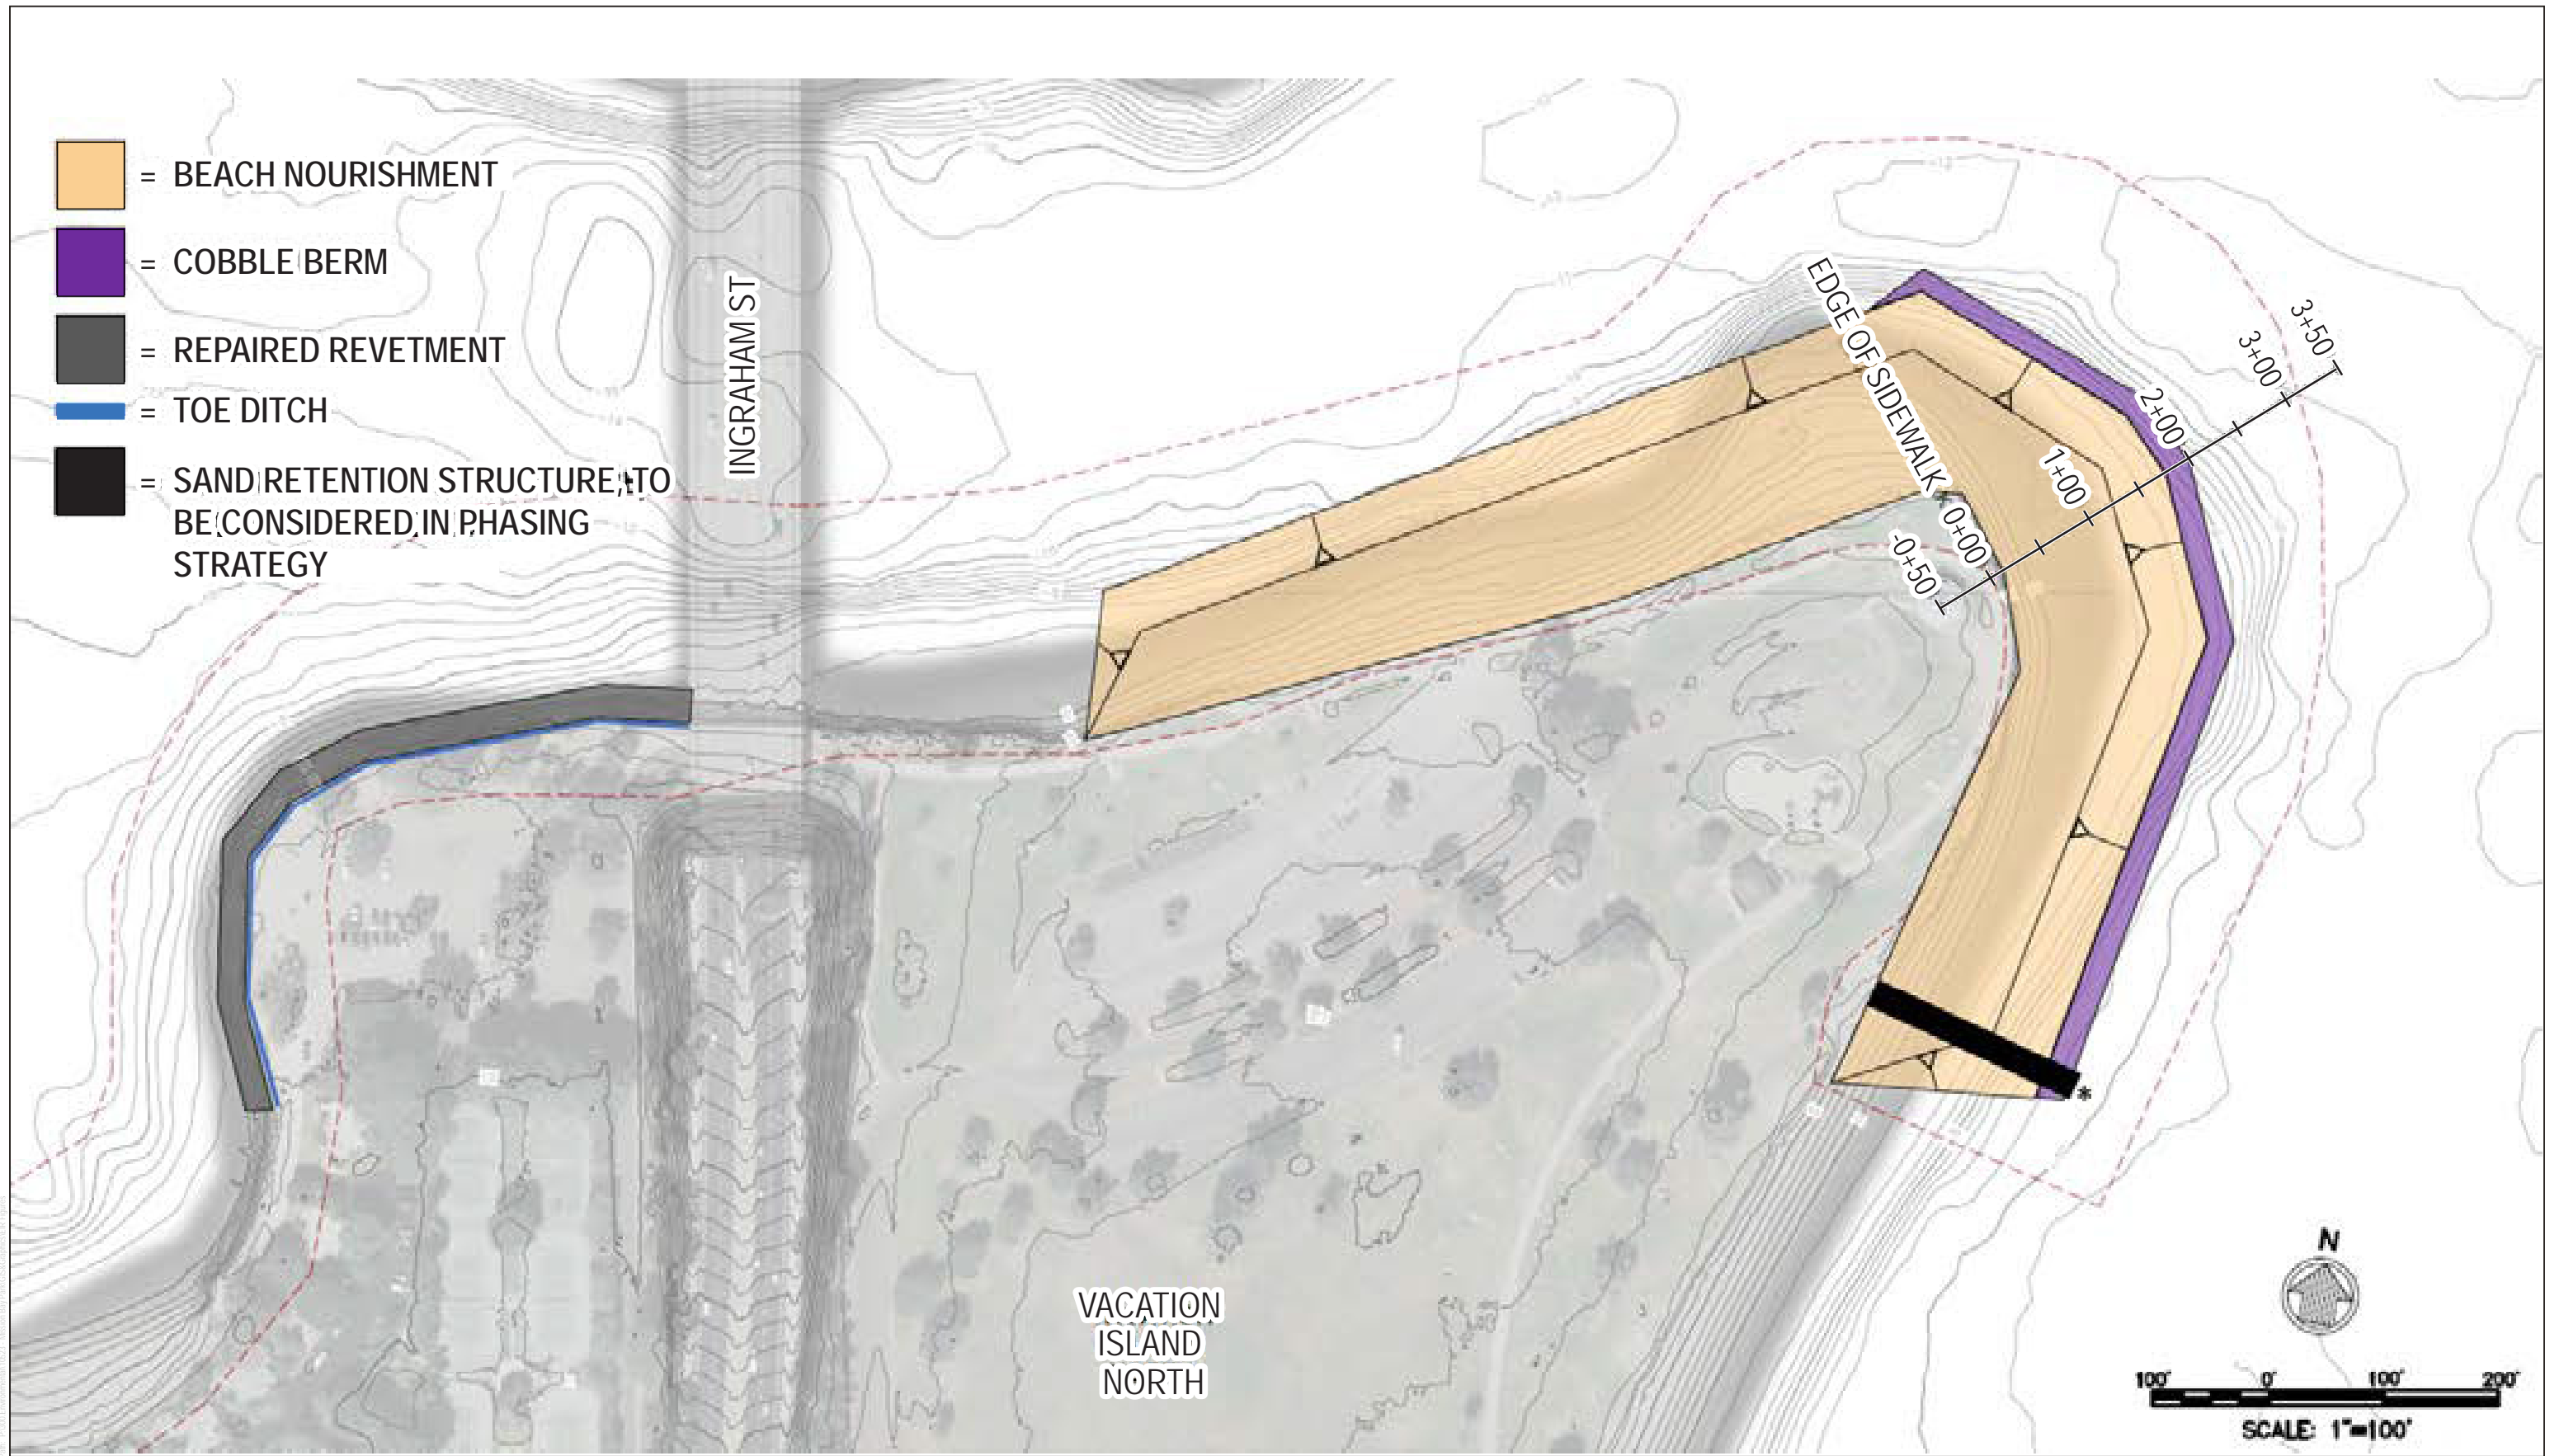 = BEACH NOURISHMENT
= COBBLE BERM
= REPAIRED REVETMENT
= TOE DITCH
= SAND RETENTION STRUCTURE, TO
BE CONSIDERED IN PHASING
STRATEGY
INGRAHAM ST
EDGE OF SIDEWALK
-0+50
0+00
1+00
2+00
3+00
3+50
*
VACATION
ISLAND
NORTH
N
100' 0' 100' 200'
SCALE: 1"=100'